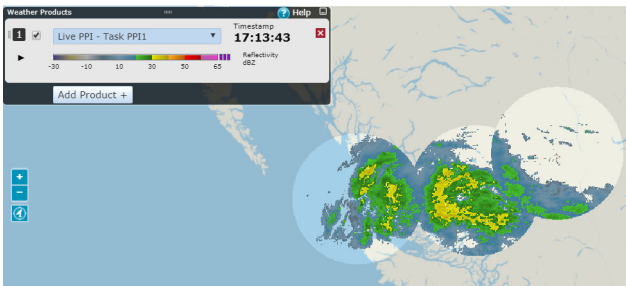 Weather Products
? Help
1 Live PPI - Task PPI1
Timestamp
17:13:43
-30 -10 10 30 50 65
Reflectivity
dBZ
Add Product +
+
−